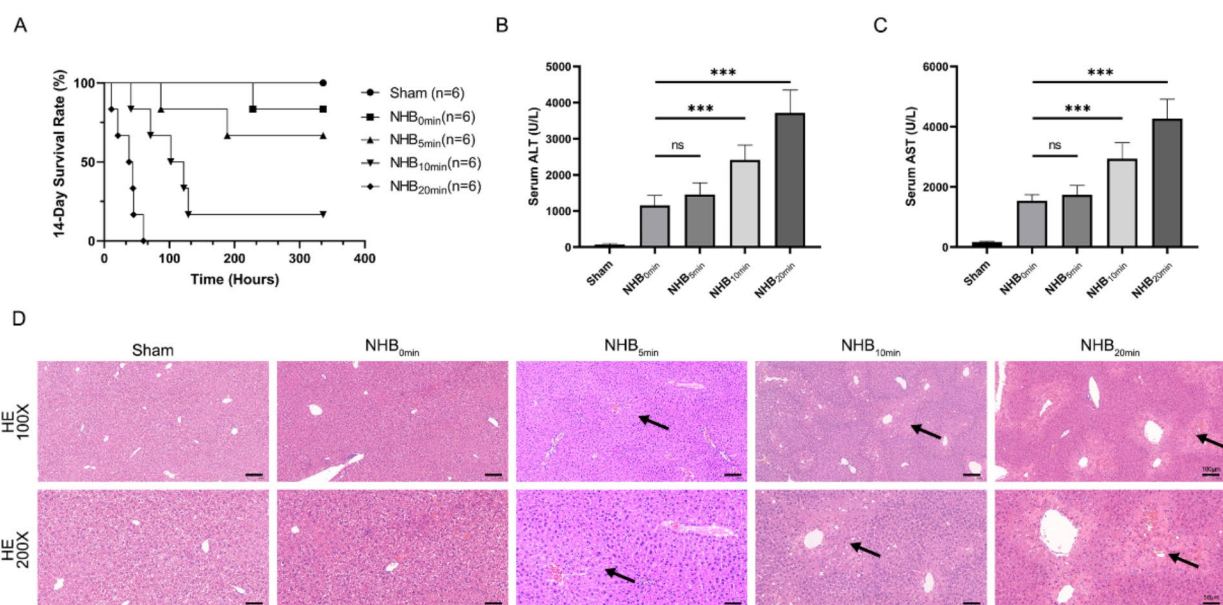 A
14-Day Survival Rate (%)
100
50
0
0 100 200 300 400
Time (Hours)
Sham (n=6)
NHB0min(n=6)
NHB5min(n=6)
NHB10min(n=6)
NHB20min(n=6)
B
Serum ALT (U/L)
5000
4000
3000
2000
1000
0
***
***
ns
Sham NHB0min NHB5min NHB10min NHB20min
C
Serum AST (U/L)
6000
4000
2000
0
***
***
ns
Sham NHB0min NHB5min NHB10min NHB20min
D
Sham NHB0min NHB5min NHB10min NHB20min
HE
100X
100μm
HE
200X